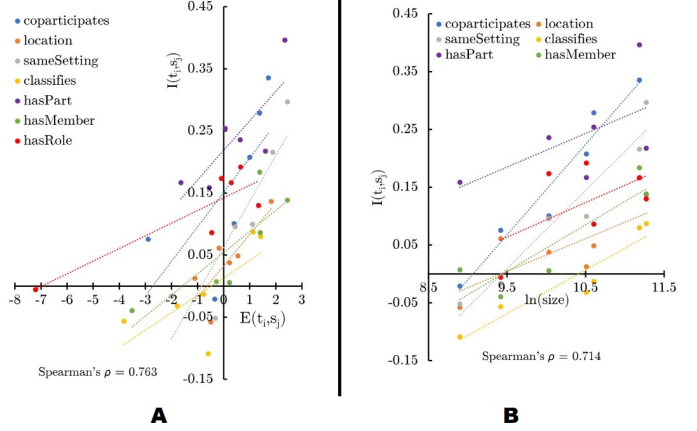 coparticipates
location
sameSetting
classifies
hasPart
hasMember
hasRole
I(tᵢ,sⱼ)
0.45
0.35
0.25
0.15
0.05
-0.05
-0.15
-8 -7 -6 -5 -4 -3 -2 -1 0 1 2 3
E(tᵢ,sⱼ)
Spearman's ρ = 0.763
A
coparticipates location
sameSetting classifies
hasPart hasMember
I(tᵢ,sⱼ)
0.45
0.35
0.25
0.15
0.05
-0.05
-0.15
8.5 9.5 10.5 11.5
ln(size)
Spearman's ρ = 0.714
B